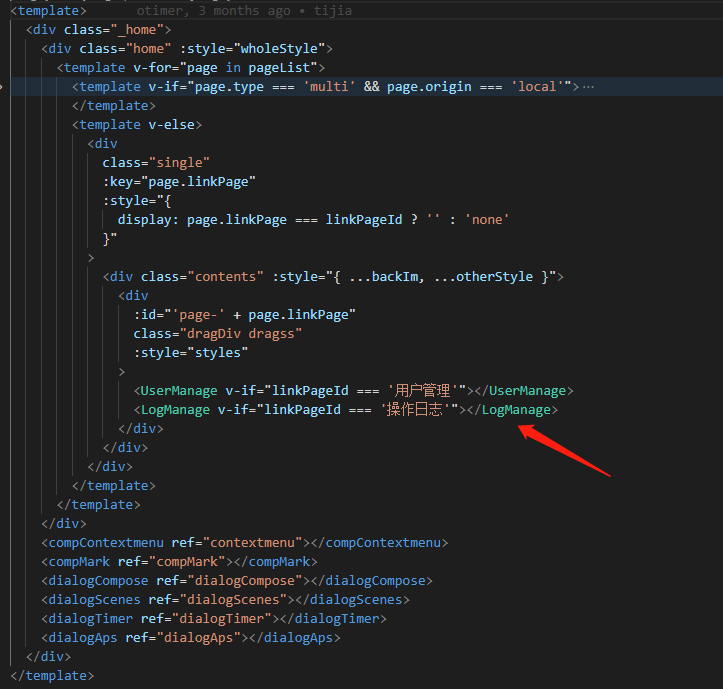 <template> otimer, 3 months ago • tijia
<div class="_home">
<div class="home" :style="wholeStyle">
<template v-for="page in pageList">
<template v-if="page.type === 'multi' && page.origin === 'local'">…
</template>
<template v-else>
<div
class="single"
:key="page.linkPage"
:style="{
display: page.linkPage === linkPageId ? '' : 'none'
}"
>
<div class="contents" :style="{ ...backIm, ...otherStyle }">
<div
:id="'page-' + page.linkPage"
class="dragDiv dragss"
:style="styles"
>
<UserManage v-if="linkPageId === '用户管理'"></UserManage>
<LogManage v-if="linkPageId === '操作日志'"></LogManage>
</div>
</div>
</div>
</template>
</template>
</div>
<compContextmenu ref="contextmenu"></compContextmenu>
<compMark ref="compMark"></compMark>
<dialogCompose ref="dialogCompose"></dialogCompose>
<dialogScenes ref="dialogScenes"></dialogScenes>
<dialogTimer ref="dialogTimer"></dialogTimer>
<dialogAps ref="dialogAps"></dialogAps>
</div>
</template>